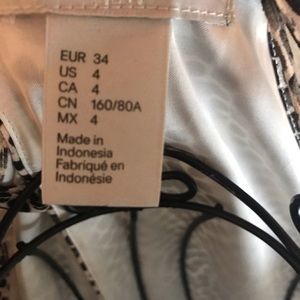 EUR 34
US 4
CA 4
CN 160/80A
MX 4
Made in
Indonesia
Fabriqué en
Indonésie